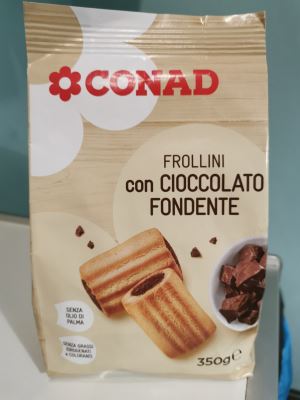 CONAD
FROLLINI
con CIOCCOLATO
FONDENTE
SENZA
OLIO DI
PALMA
SENZA GRASSI
IDROGENATI
e COLORANTI
350g℮